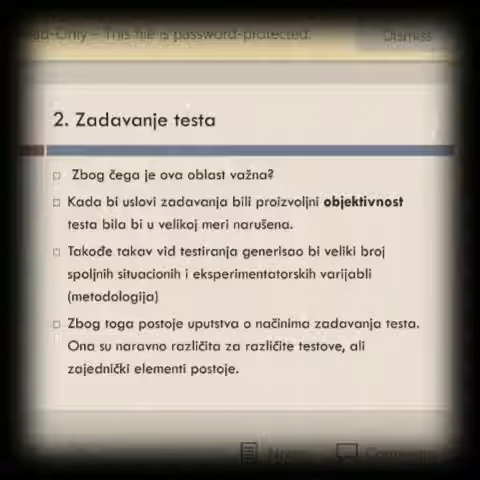 Read-Only – This file is password-protected.
Dismiss
2. Zadavanje testa
Zbog čega je ova oblast važna?
Kada bi uslovi zadavanja bili proizvoljni objektivnost
testa bila bi u velikoj meri narušena.
Takođe takav vid testiranja generisao bi veliki broj
spoljnih situacionih i eksperimentatorskih varijabli
(metodologija)
Zbog toga postoje uputstva o načinima zadavanja testa.
Ona su naravno različita za različite testove, ali
zajednički elementi postoje.
Notes
Comments